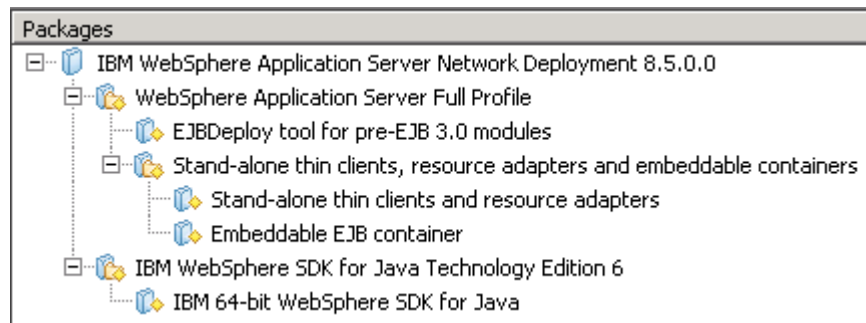 Packages
IBM WebSphere Application Server Network Deployment 8.5.0.0
WebSphere Application Server Full Profile
EJBDeploy tool for pre-EJB 3.0 modules
Stand-alone thin clients, resource adapters and embeddable containers
Stand-alone thin clients and resource adapters
Embeddable EJB container
IBM WebSphere SDK for Java Technology Edition 6
IBM 64-bit WebSphere SDK for Java